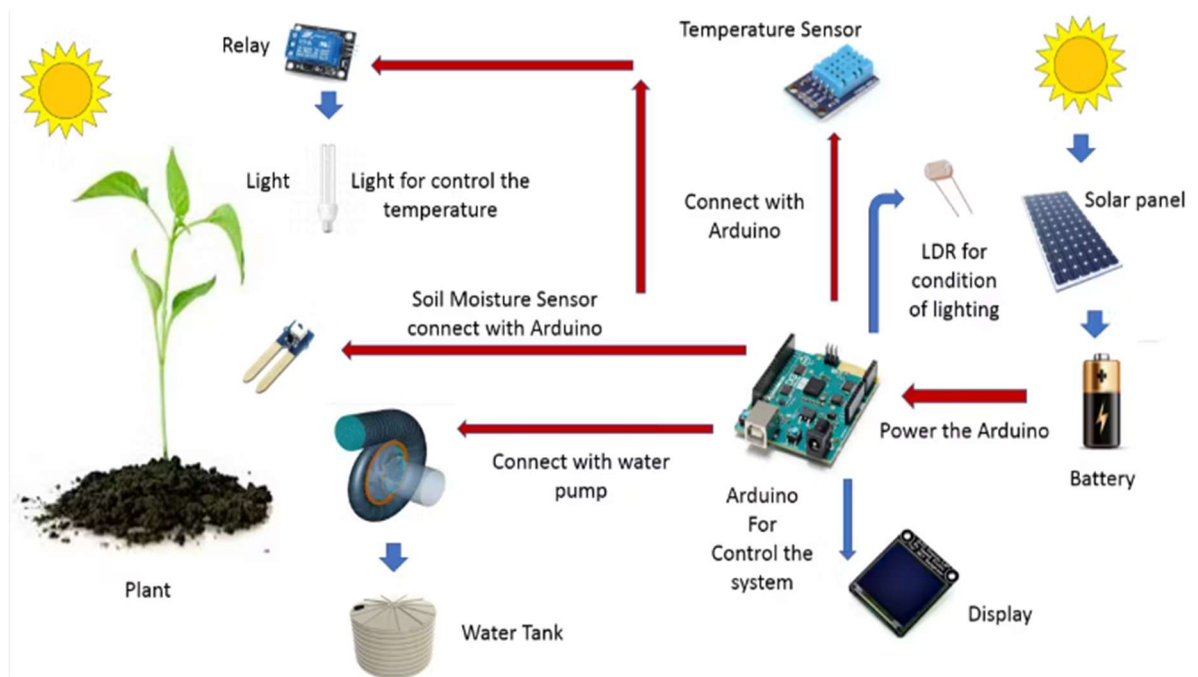 Relay
Temperature Sensor
Light
Light for control the
temperature
Connect with
Arduino
Solar panel
LDR for
condition
of lighting
Soil Moisture Sensor
connect with Arduino
Power the Arduino
Connect with water
pump
Battery
Arduino
For
Control the
system
Plant
Water Tank
Display